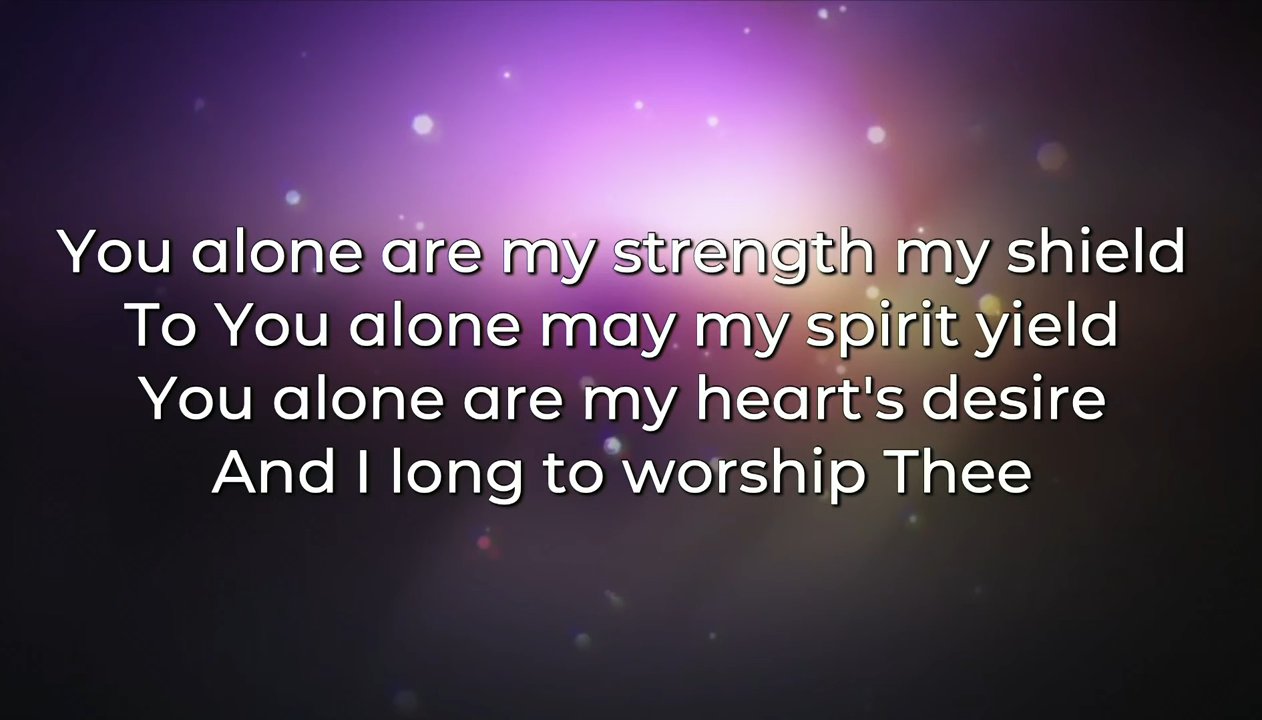 You alone are my strength my shield
To You alone may my spirit yield
You alone are my heart's desire
And I long to worship Thee